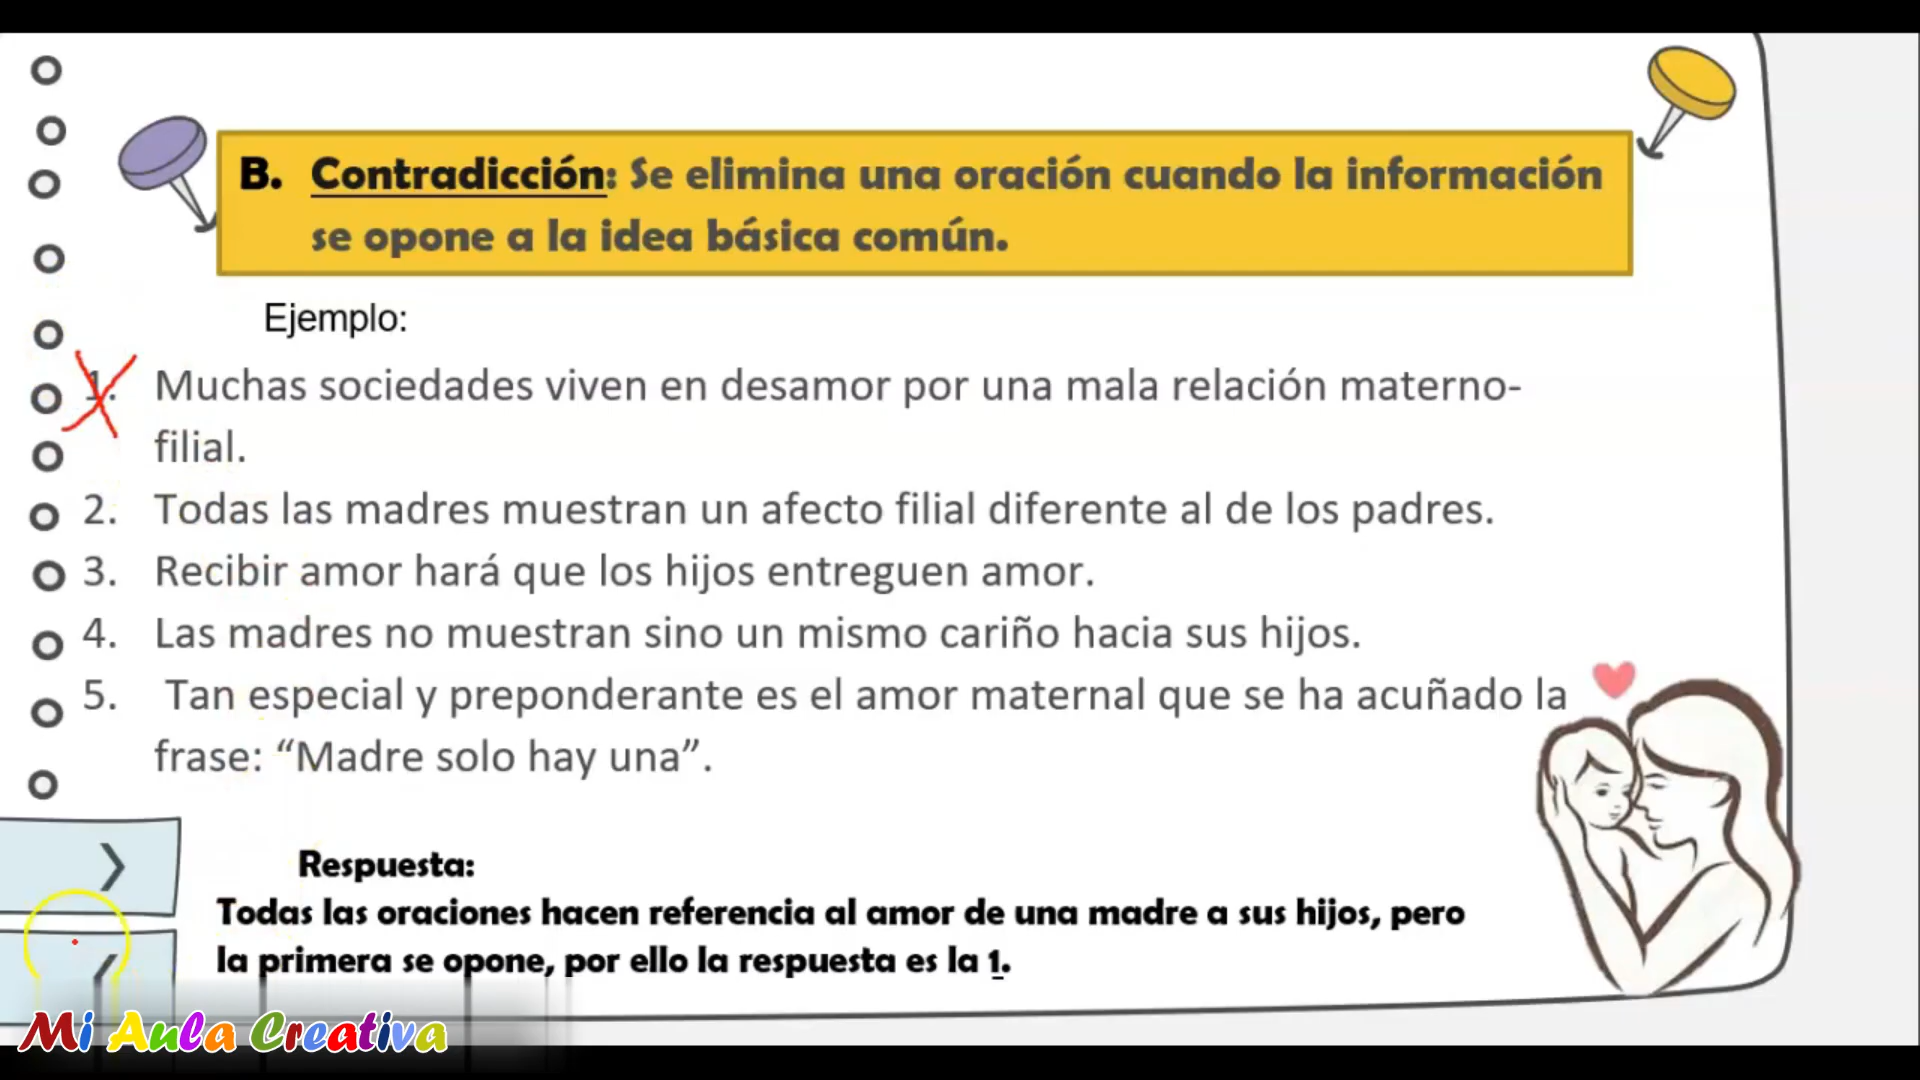 B. Contradicción: Se elimina una oración cuando la información
se opone a la idea básica común.
Ejemplo:
1. Muchas sociedades viven en desamor por una mala relación materno-
filial.
2. Todas las madres muestran un afecto filial diferente al de los padres.
3. Recibir amor hará que los hijos entreguen amor.
4. Las madres no muestran sino un mismo cariño hacia sus hijos.
5. Tan especial y preponderante es el amor maternal que se ha acuñado la
frase: “Madre solo hay una”.
Respuesta:
Todas las oraciones hacen referencia al amor de una madre a sus hijos, pero
la primera se opone, por ello la respuesta es la 1.
Mi Aula Creativa